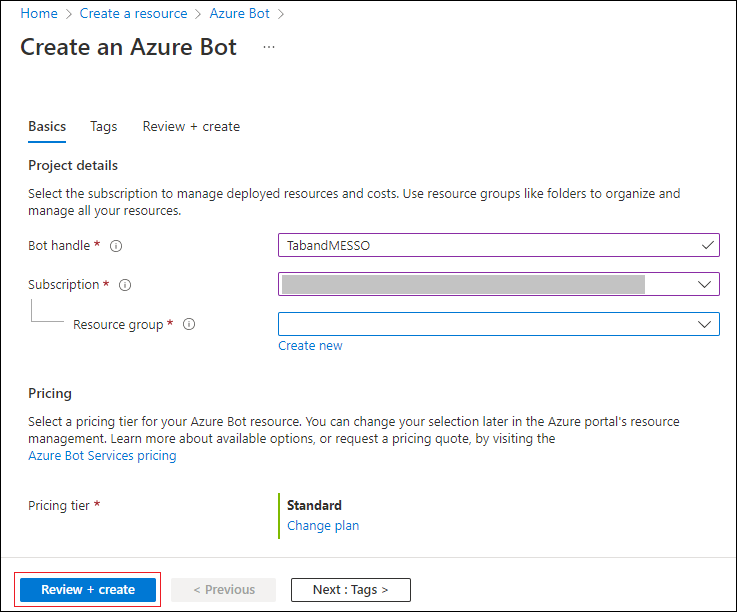 Home > Create a resource > Azure Bot >
Create an Azure Bot ...
Basics Tags Review + create
Project details
Select the subscription to manage deployed resources and costs. Use resource groups like folders to organize and
manage all your resources.
Bot handle * TabandMESSO
Subscription *
Resource group *
Create new
Pricing
Select a pricing tier for your Azure Bot resource. You can change your selection later in the Azure portal's resource
management. Learn more about available options, or request a pricing quote, by visiting the
Azure Bot Services pricing
Pricing tier * Standard
Change plan
Review + create < Previous Next : Tags >